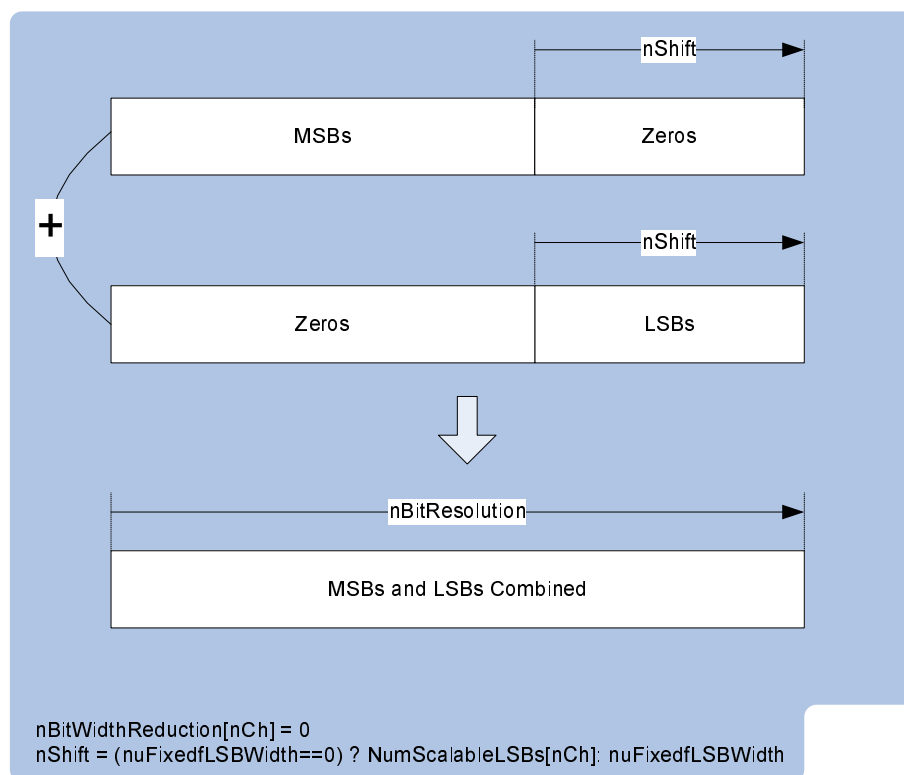 nShift
MSBs
Zeros
+
nShift
Zeros
LSBs
nBitResolution
MSBs and LSBs Combined
nBitWidthReduction[nCh] = 0
nShift = (nuFixedfLSBWidth==0) ? NumScalableLSBs[nCh]: nuFixedfLSBWidth